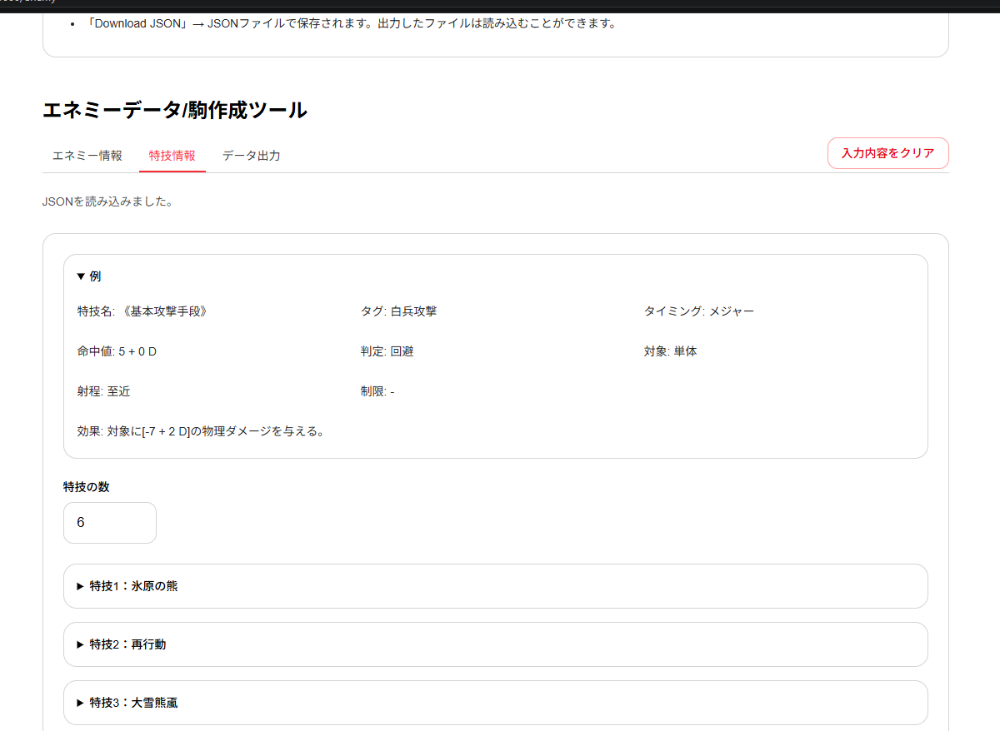 「Download JSON」→ JSONファイルで保存されます。出力したファイルは読み込むことができます。
エネミーデータ/駒作成ツール
エネミー情報 特技情報 データ出力 入力内容をクリア
JSONを読み込みました。
▼ 例
特技名: 《基本攻撃手段》 タグ: 白兵攻撃 タイミング: メジャー
命中値: 5 + 0 D 判定: 回避 対象: 単体
射程: 至近 制限: -
効果: 対象に[-7 + 2 D]の物理ダメージを与える。
特技の数
6
▶ 特技1：氷原の熊
▶ 特技2：再行動
▶ 特技3：大雪熊颪